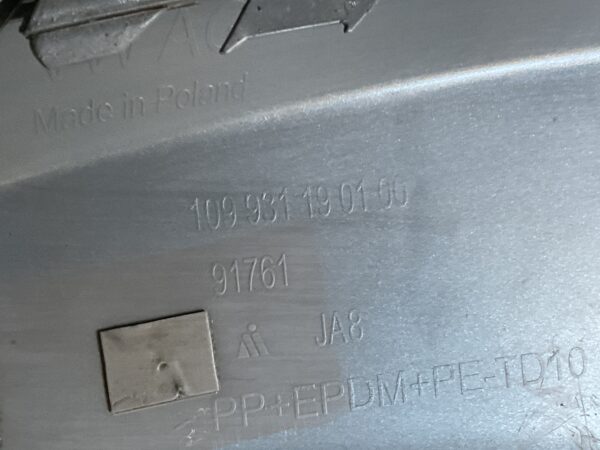 Made in Poland
109 931 19 01 00
91761
JA8
>PP+EPDM+PE-TD10